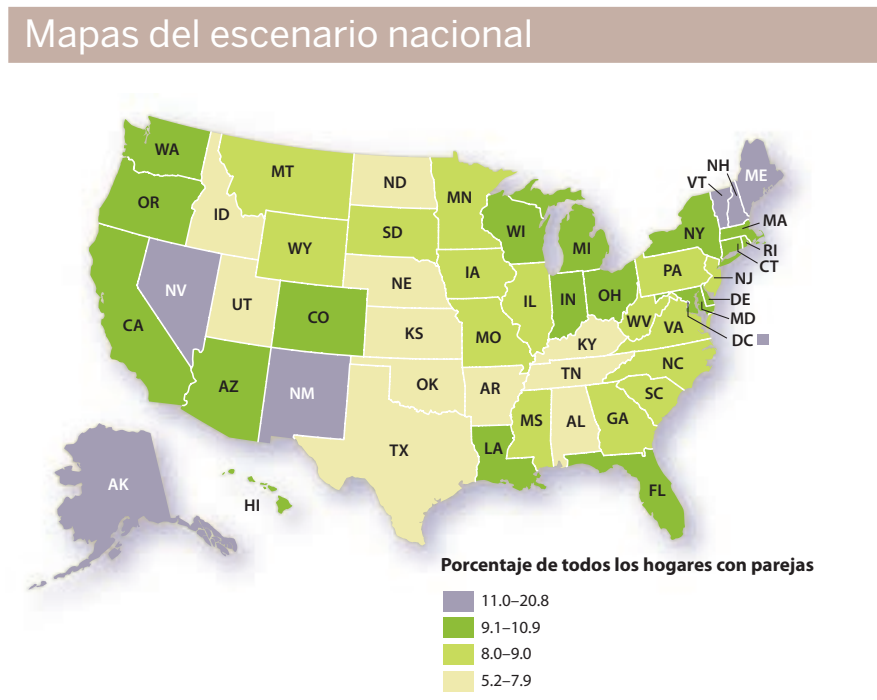 Mapas del escenario nacional
WA
MT
ND
MN
NH
ME
VT
OR
ID
SD
WI
MI
NY
MA
RI
CT
WY
IA
PA
NJ
NV
NE
IL
IN
OH
DE
MD
UT
CO
CA
KS
MO
WV
VA
DC
KY
NC
AZ
NM
OK
AR
TN
SC
MS
AL
GA
TX
LA
AK
HI
FL
Porcentaje de todos los hogares con parejas
11.0–20.8
9.1–10.9
8.0–9.0
5.2–7.9